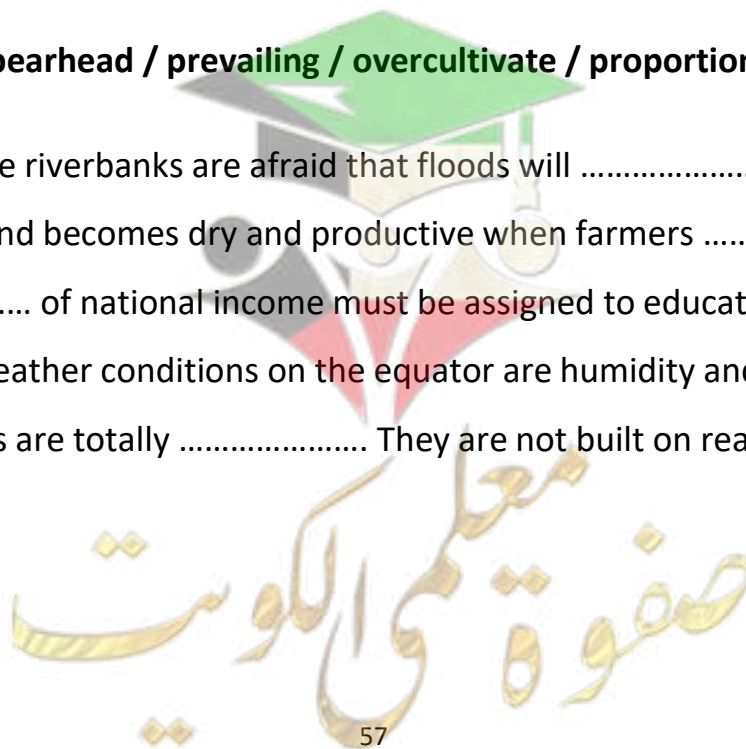 pearhead / prevailing / overcultivate / proportion
e riverbanks are afraid that floods will ......................
nd becomes dry and productive when farmers ......
.... of national income must be assigned to educat
eather conditions on the equator are humidity and
s are totally ...................... They are not built on rea
صفوة معلمى الكويت
57